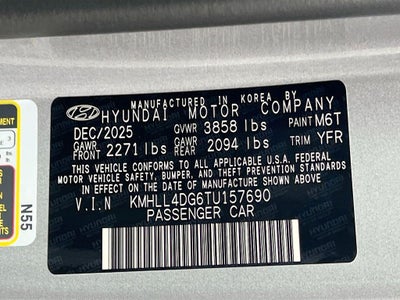 MANUFACTURED IN KOREA BY
HYUNDAI MOTOR COMPANY
DEC/2025 GVWR 3858 lbs PAINT M6T
GAWR FRONT 2271 lbs GAWR REAR 2094 lbs TRIM YFR
THIS VEHICLE CONFORMS TO ALL APPLICABLE U.S.A. FEDERAL
MOTOR VEHICLE SAFETY, BUMPER, AND THEFT PREVENTION STANDARDS
IN EFFECT ON THE DATE OF MANUFACTURE SHOWN ABOVE.
V.I.N KMHLL4DG6TU157690
PASSENGER CAR
N55